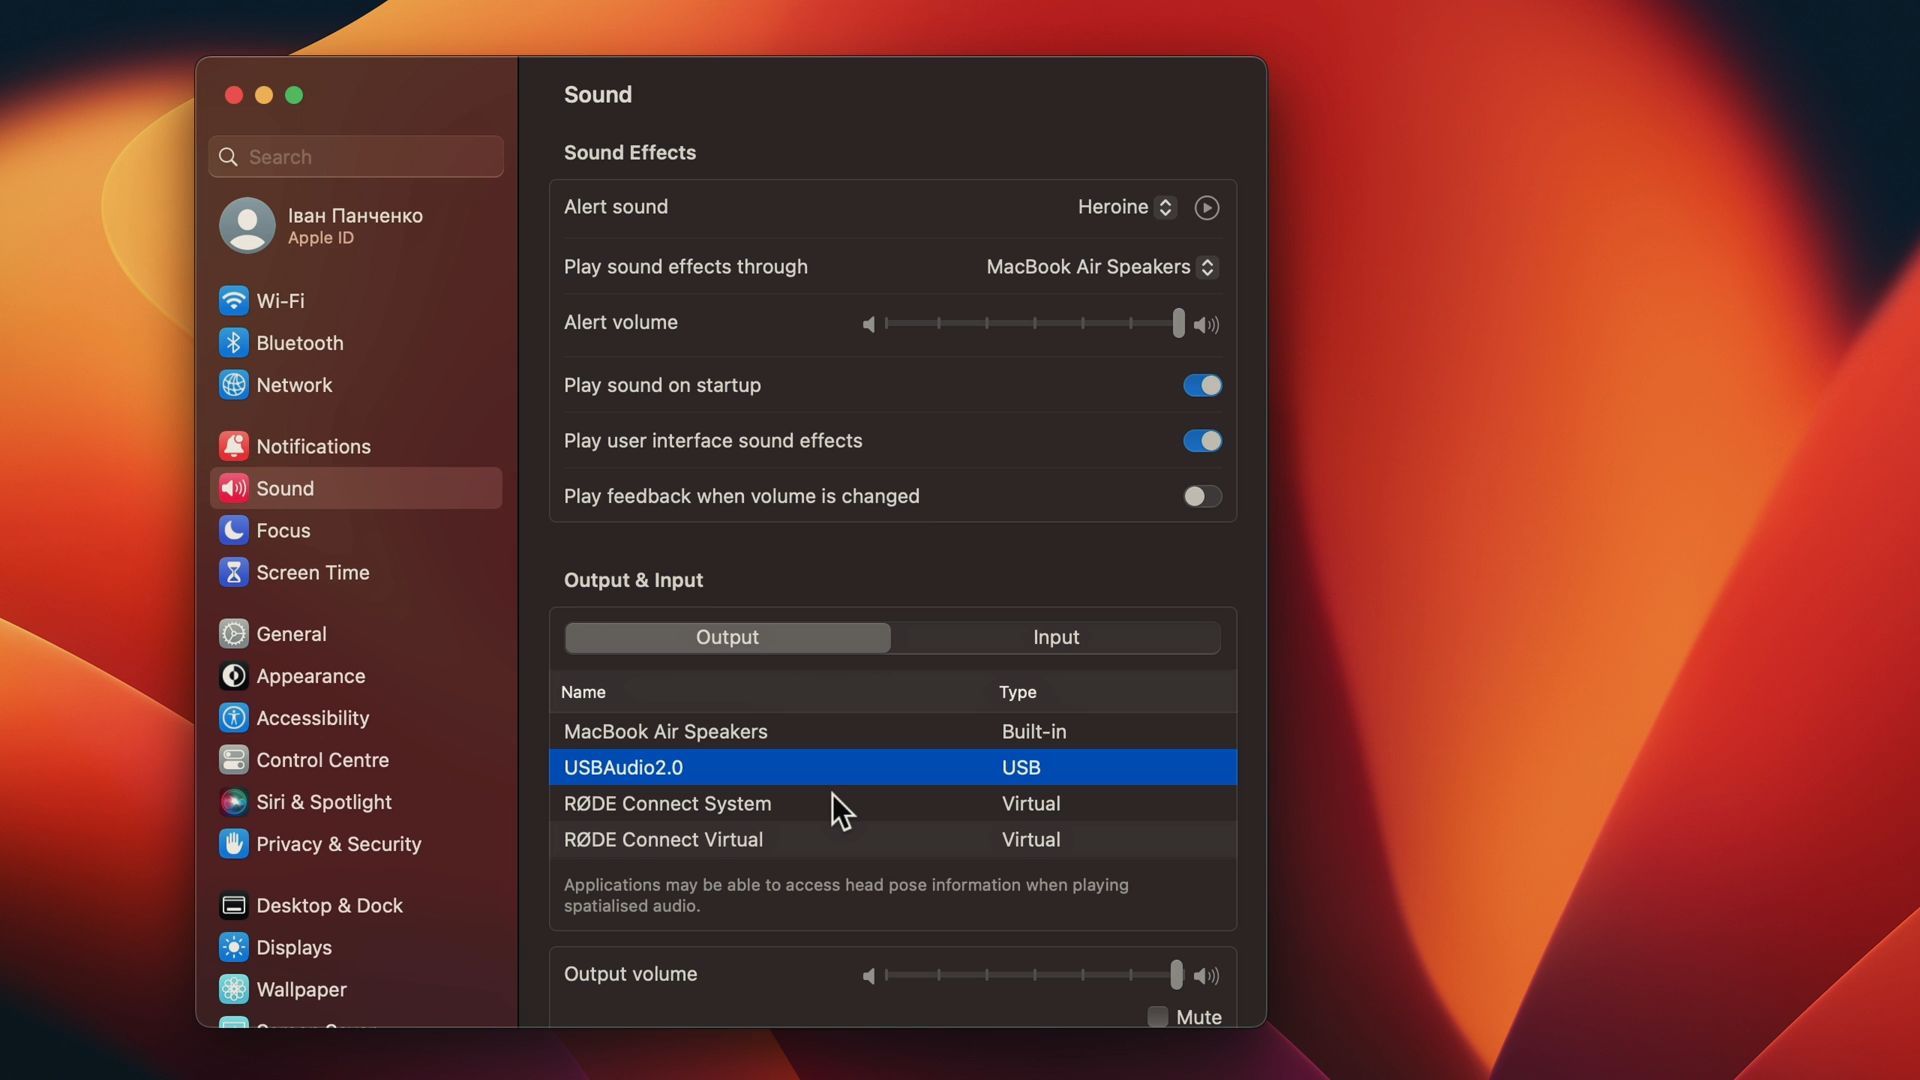 Search
Іван Панченко
Apple ID
Wi-Fi
Bluetooth
Network
Notifications
Sound
Focus
Screen Time
General
Appearance
Accessibility
Control Centre
Siri & Spotlight
Privacy & Security
Desktop & Dock
Displays
Wallpaper
Sound
Sound Effects
Alert sound Heroine
Play sound effects through MacBook Air Speakers
Alert volume
Play sound on startup
Play user interface sound effects
Play feedback when volume is changed
Output & Input
Output Input
Name Type
MacBook Air Speakers Built-in
USBAudio2.0 USB
RØDE Connect System Virtual
RØDE Connect Virtual Virtual
Applications may be able to access head pose information when playing
spatialised audio.
Output volume
Mute